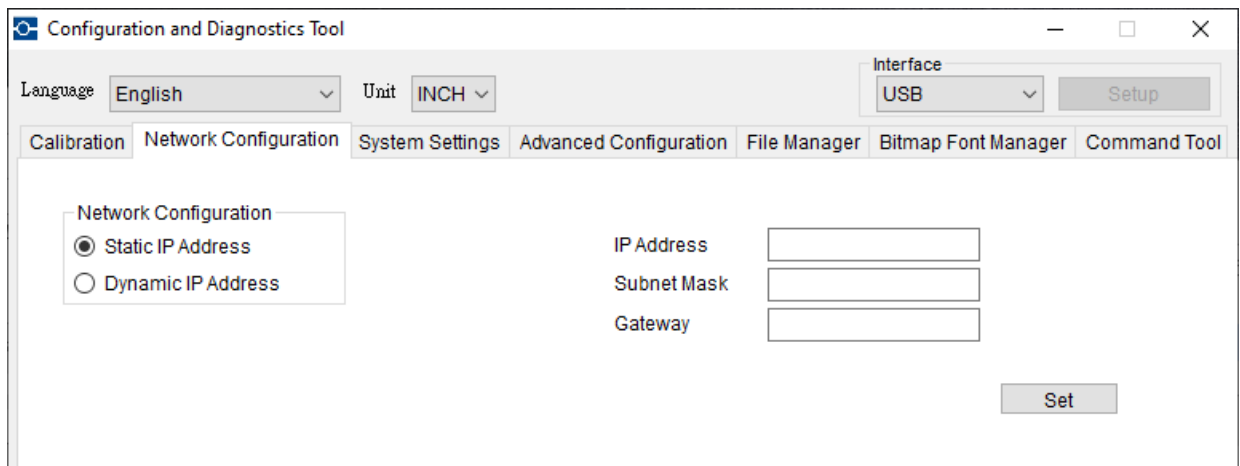 Configuration and Diagnostics Tool
Interface
Language English Unit INCH USB Setup
Calibration Network Configuration System Settings Advanced Configuration File Manager Bitmap Font Manager Command Tool
Network Configuration
Static IP Address IP Address
Dynamic IP Address Subnet Mask
Gateway
Set